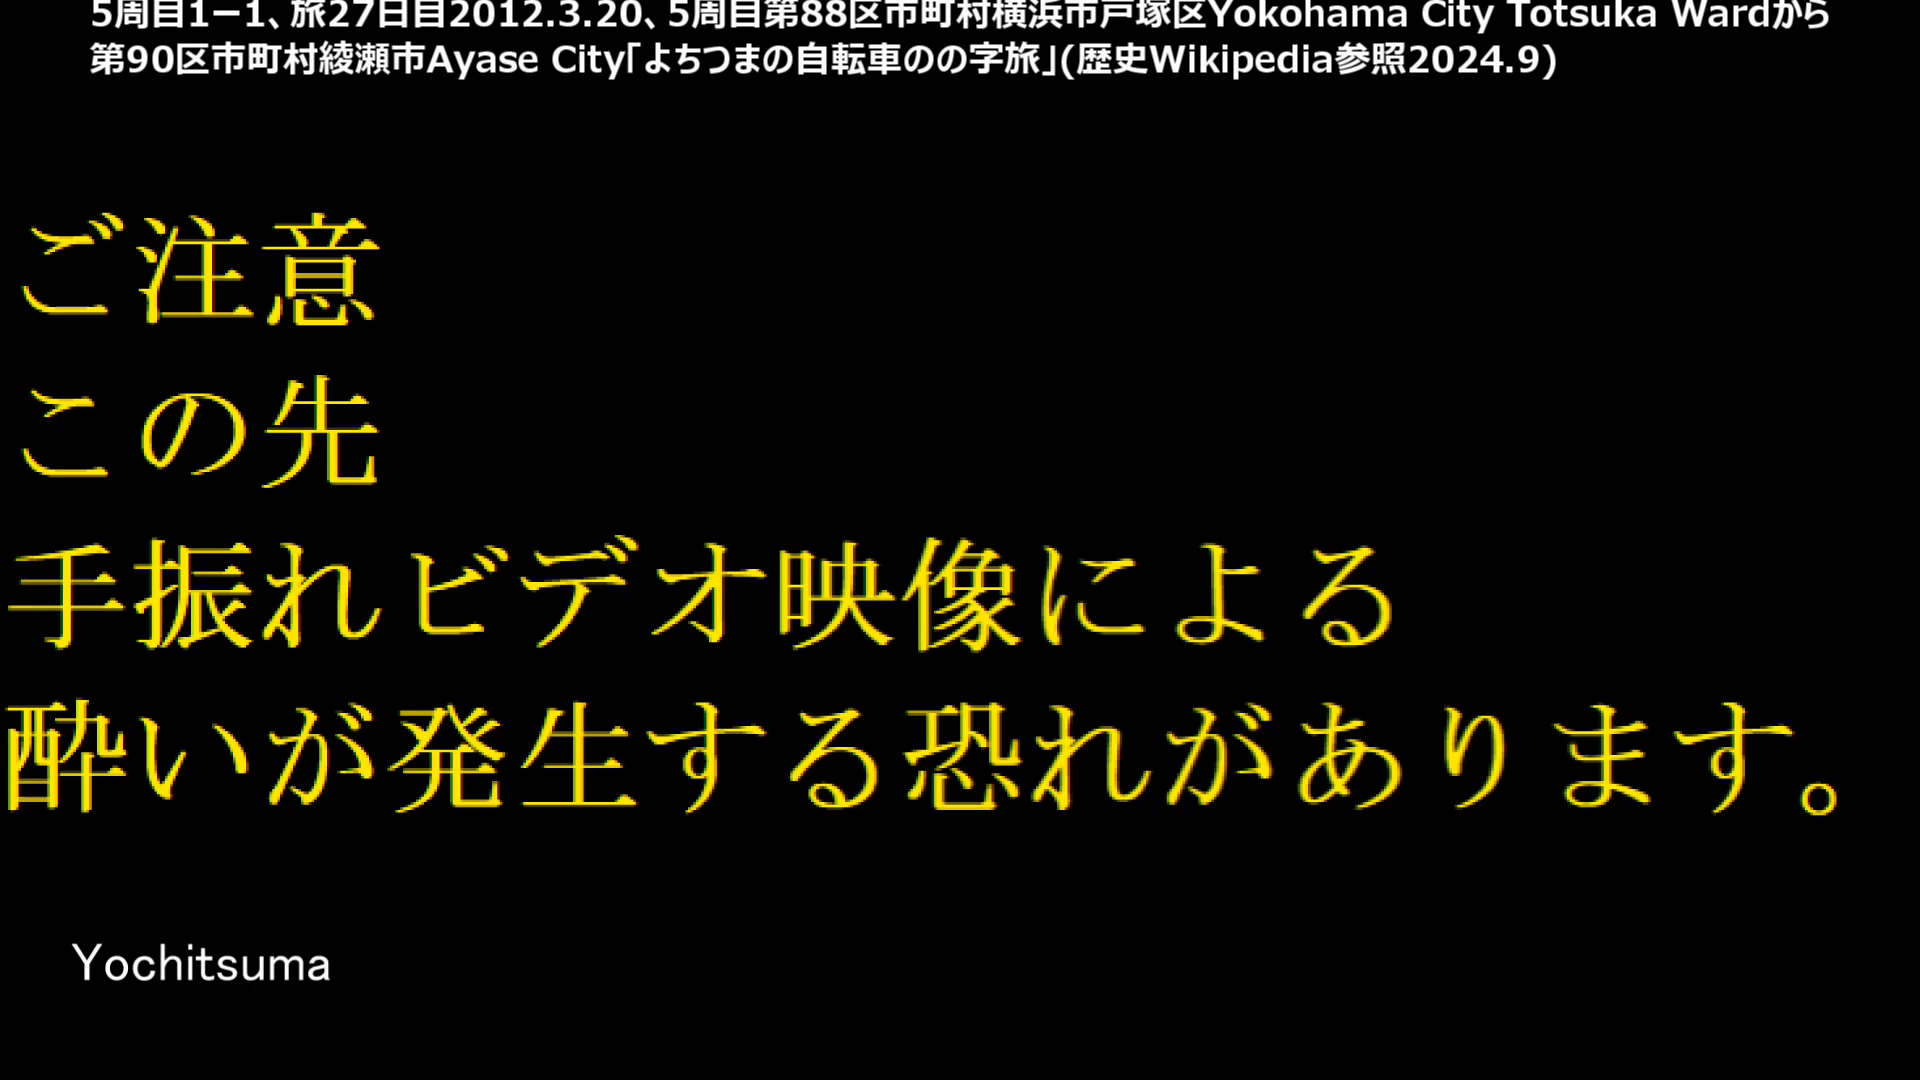 5周目1−1、旅27日目2012.3.20、5周目第88区市町村横浜市戸塚区Yokohama City Totsuka Wardから
第90区市町村綾瀬市Ayase City｢よちつまの自転車のの字旅｣(歴史Wikipedia参照2024.9)
ご注意
この先
手振れビデオ映像による
酔いが発生する恐れがあります。
Yochitsuma